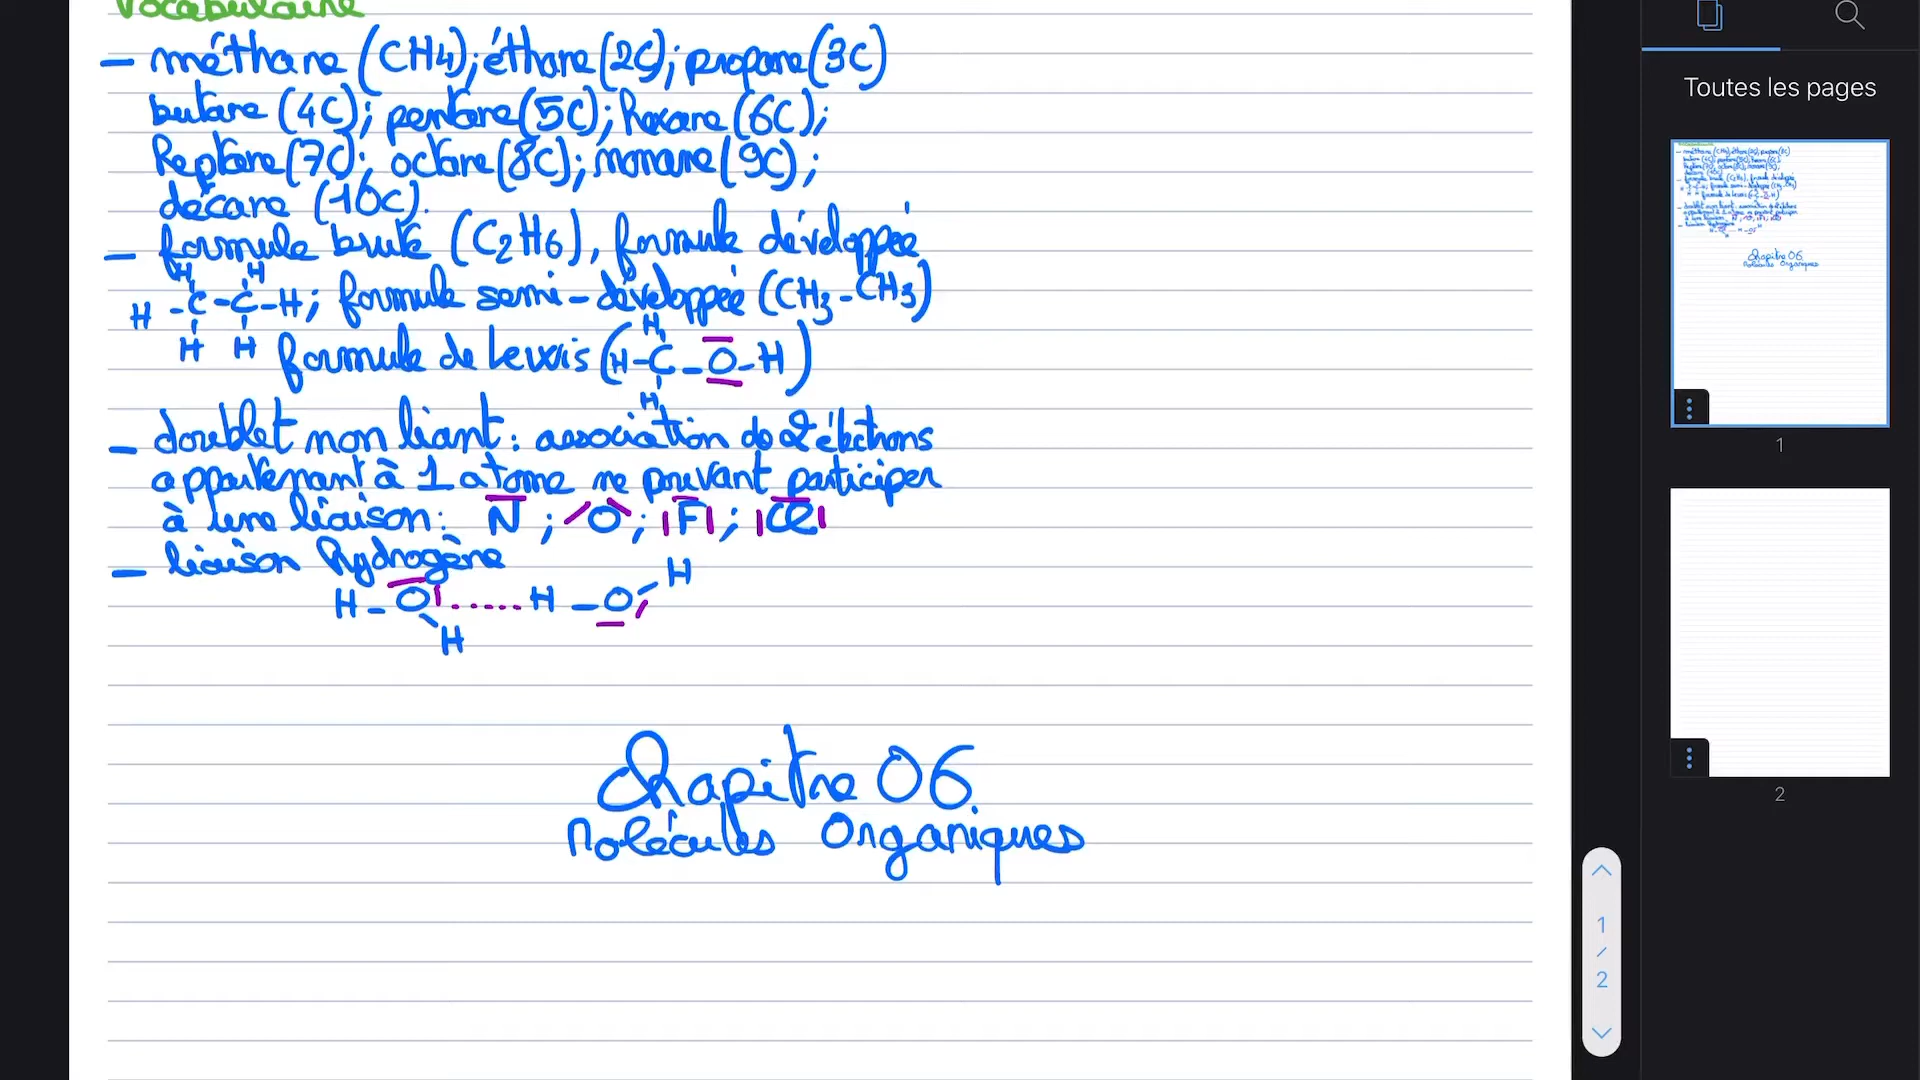 Vocabulaire
- méthane (CH4); éthane (2C); propane (3C)
butane (4C); pentane (5C); hexane (6C);
heptane (7C); octane (8C); nonane (9C);
décane (10C).
- formule brute (C2H6), formule développée
H H
H - C - C - H; formule semi-développée (CH3-CH3)
H H
H
formule de Lewis (H-C-O-H)
H
- doublet non liant : association de 2 électrons
appartenant à 1 atome ne pouvant participer
à une liaison : N ; O ; F ; Cl
- liaison hydrogène
H
H - O ...... H - O
H
Chapitre 06
Molécules Organiques
Toutes les pages
1
2
1
/
2